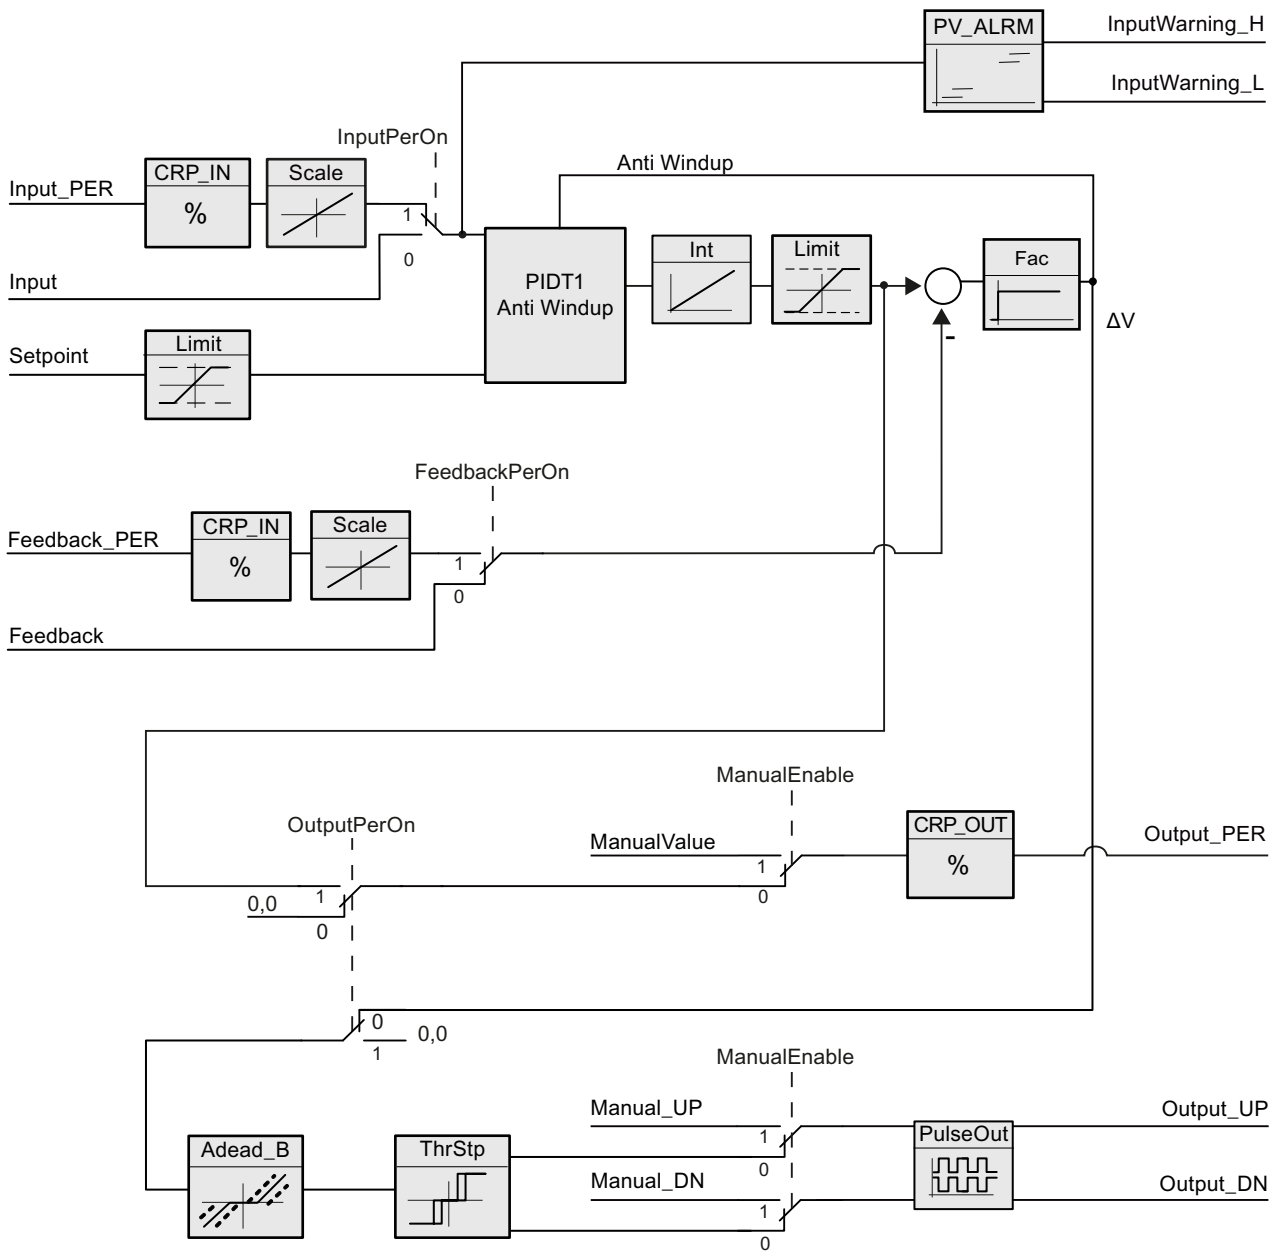 PV_ALRM
InputWarning_H
InputWarning_L
InputPerOn
Anti Windup
Input_PER
CRP_IN
%
Scale
1
0
Input
PIDT1
Anti Windup
Int
Limit
Fac
ΔV
-
Setpoint
Limit
FeedbackPerOn
Feedback_PER
CRP_IN
%
Scale
1
0
Feedback
ManualEnable
OutputPerOn
ManualValue
1
0
CRP_OUT
%
Output_PER
1
0,0
0
0
0,0
1
ManualEnable
Manual_UP
1
0
PulseOut
Output_UP
Adead_B
ThrStp
Manual_DN
1
0
Output_DN